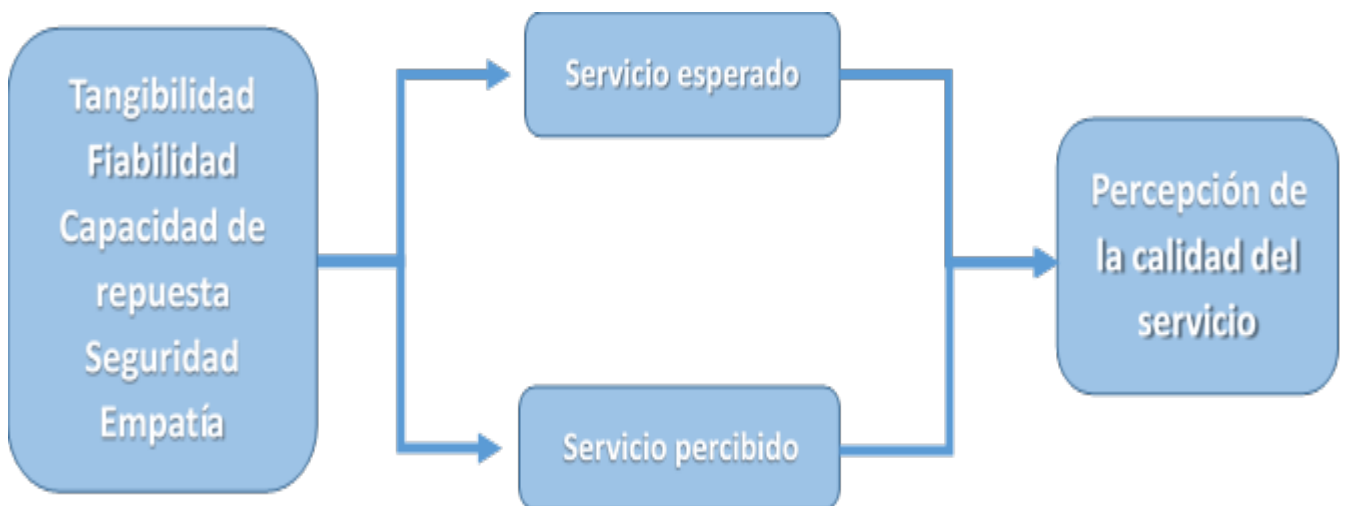 Tangibilidad
Fiabilidad
Capacidad de
repuesta
Seguridad
Empatía
Servicio esperado
Servicio percibido
Percepción de
la calidad del
servicio